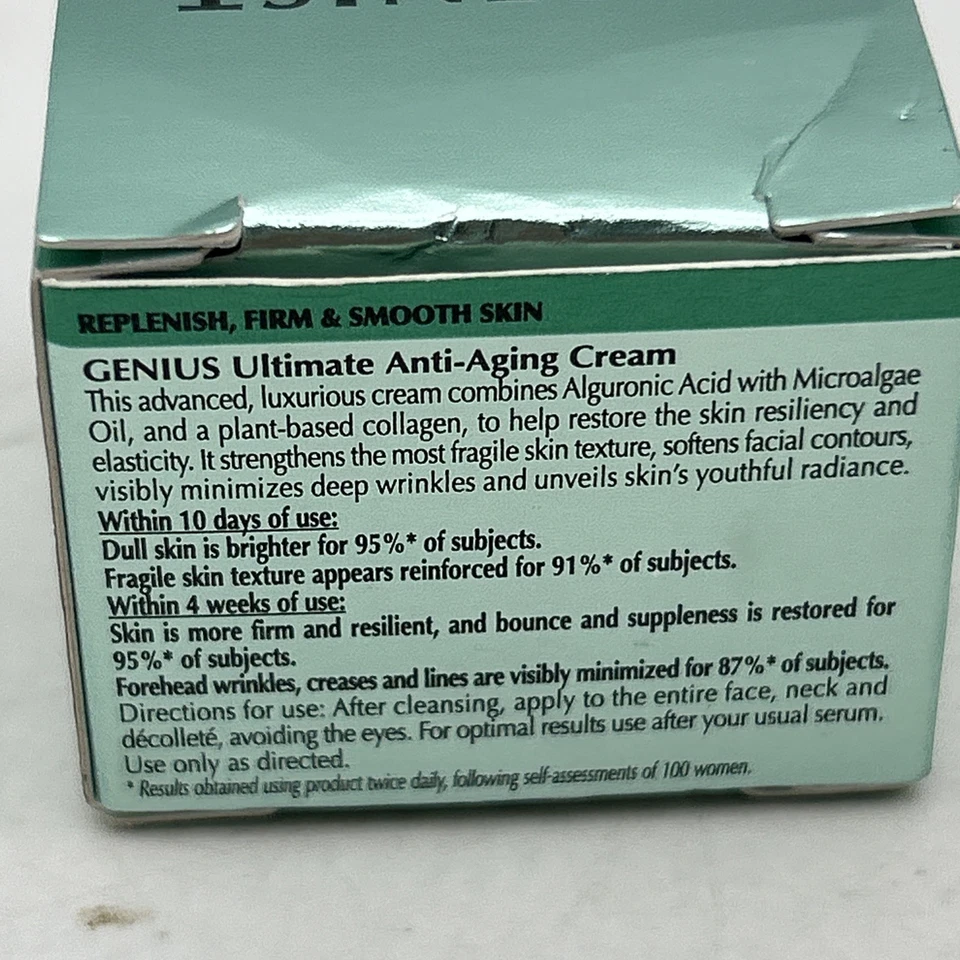 REPLENISH, FIRM & SMOOTH SKIN
GENIUS Ultimate Anti-Aging Cream
This advanced, luxurious cream combines Alguronic Acid with Microalgae
Oil, and a plant-based collagen, to help restore the skin resiliency and
elasticity. It strengthens the most fragile skin texture, softens facial contours,
visibly minimizes deep wrinkles and unveils skin's youthful radiance.
Within 10 days of use:
Dull skin is brighter for 95%* of subjects.
Fragile skin texture appears reinforced for 91%* of subjects.
Within 4 weeks of use:
Skin is more firm and resilient, and bounce and suppleness is restored for
95%* of subjects.
Forehead wrinkles, creases and lines are visibly minimized for 87%* of subjects.
Directions for use: After cleansing, apply to the entire face, neck and
décolleté, avoiding the eyes. For optimal results use after your usual serum.
Use only as directed.
* Results obtained using product twice daily, following self-assessments of 100 women.